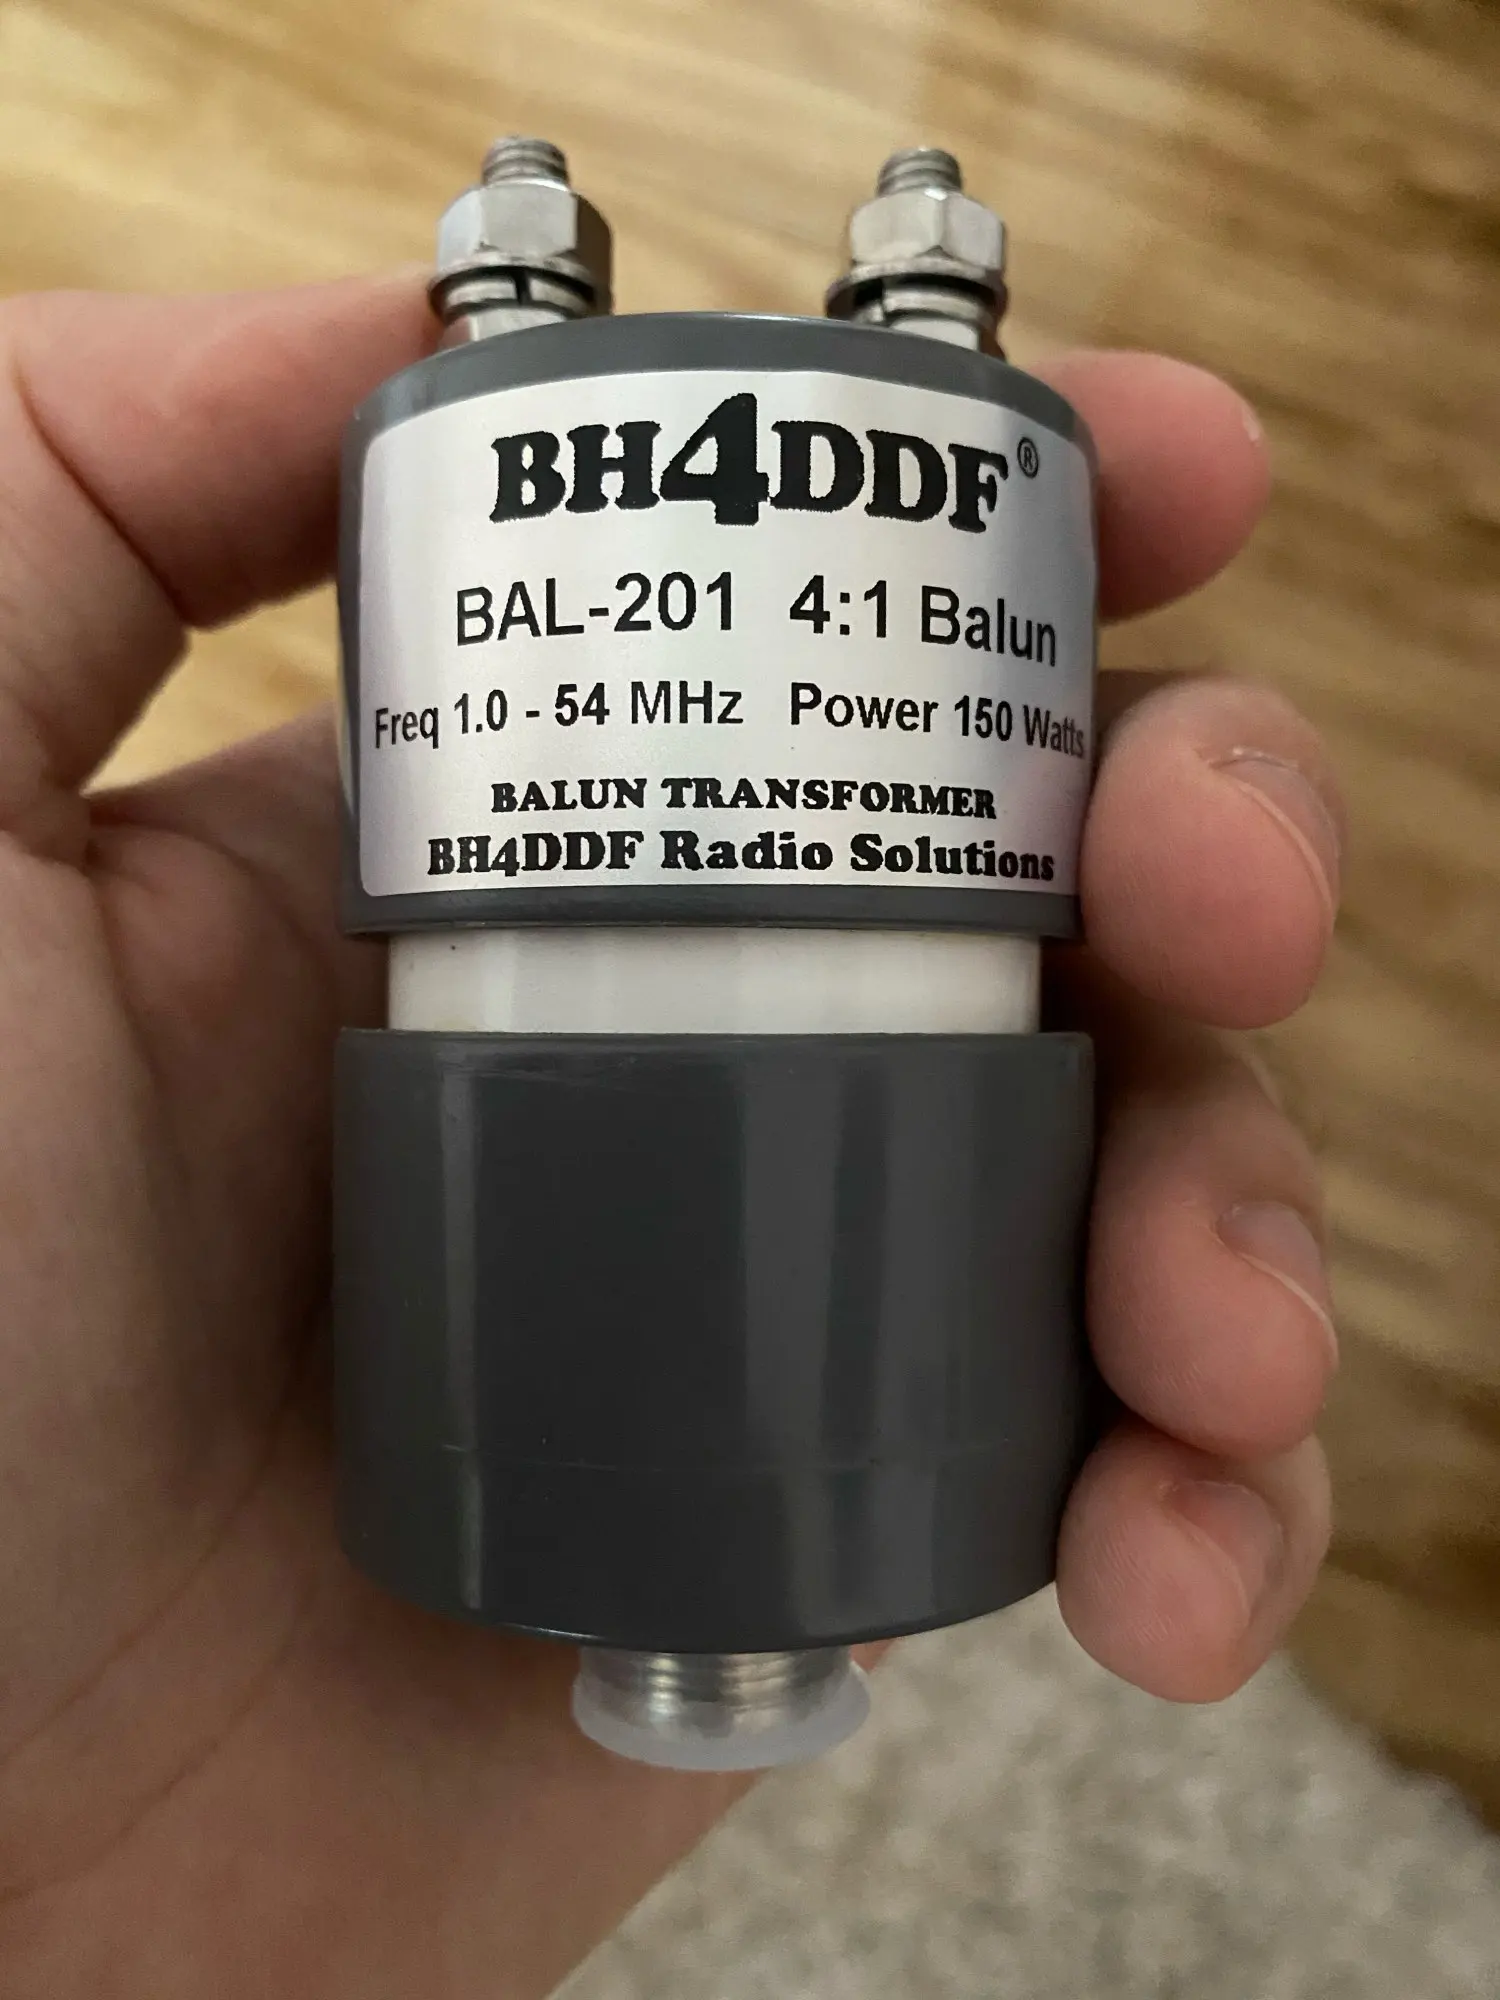 BH4DDF®
BAL-201 4:1 Balun
Freq 1.0 - 54 MHz Power 150 Watts
BALUN TRANSFORMER
BH4DDF Radio Solutions